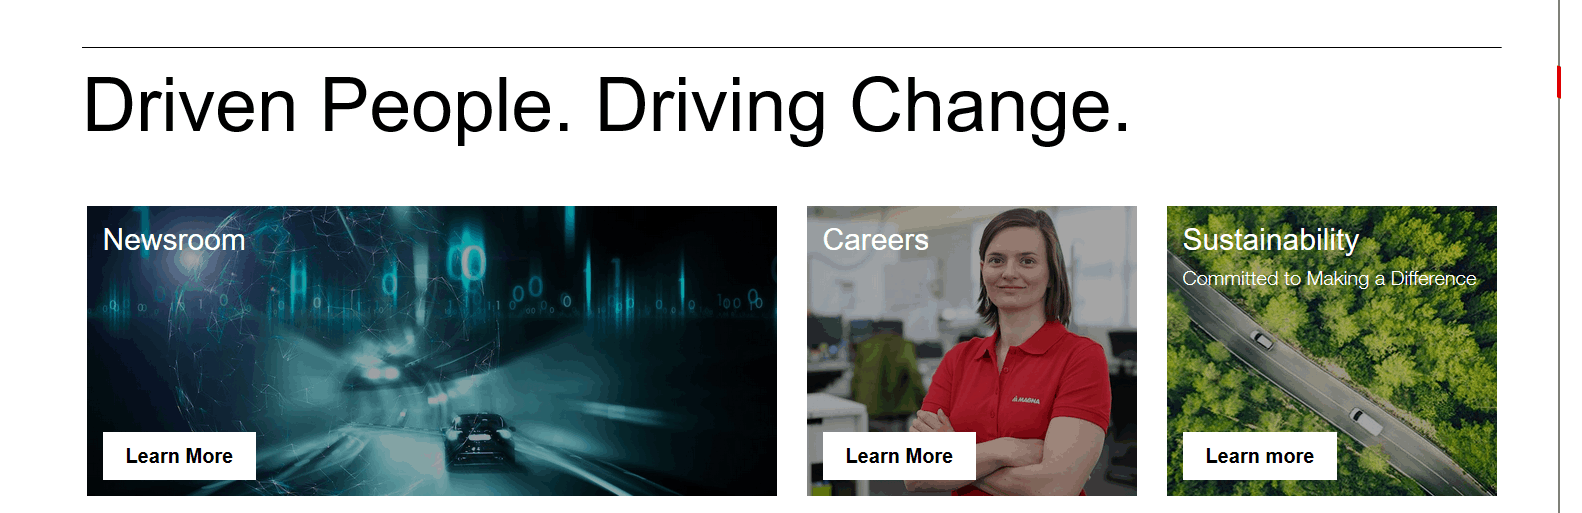 Driven People. Driving Change.
Newsroom
Learn More
Careers
MAGNA
Learn More
Sustainability
Committed to Making a Difference
Learn more